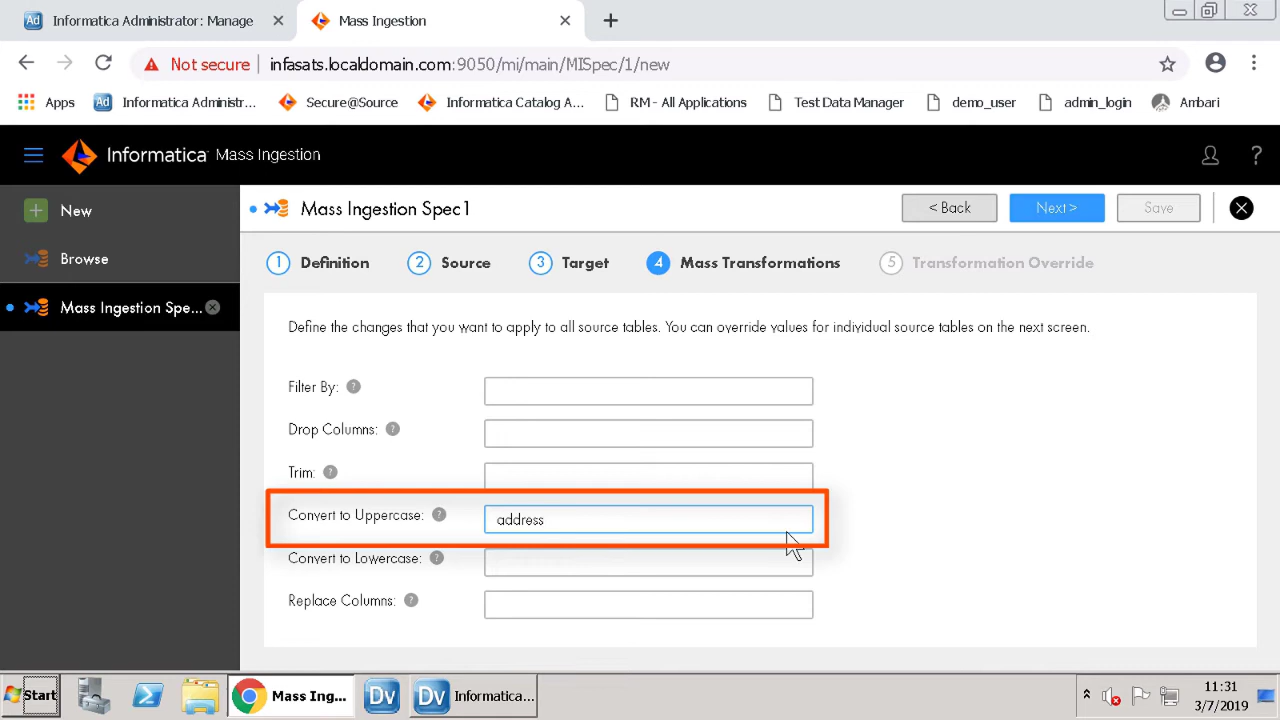 Ad Informatica Administrator: Manage
Mass Ingestion
Not secure infasats.localdomain.com:9050/mi/main/MISpec/1/new
Apps Ad Informatica Administr... Secure@Source Informatica Catalog A... RM - All Applications Test Data Manager demo_user admin_login Ambari
Informatica Mass Ingestion ?
New
Mass Ingestion Spec1 < Back Next > Save
Browse
1 Definition 2 Source 3 Target 4 Mass Transformations 5 Transformation Override
Mass Ingestion Spe...
Define the changes that you want to apply to all source tables. You can override values for individual source tables on the next screen.
Filter By: ?
Drop Columns: ?
Trim: ?
Convert to Uppercase: ? address
Convert to Lowercase: ?
Replace Columns: ?
Start Mass Ing... Dv Dv Informatica... 11:31
3/7/2019